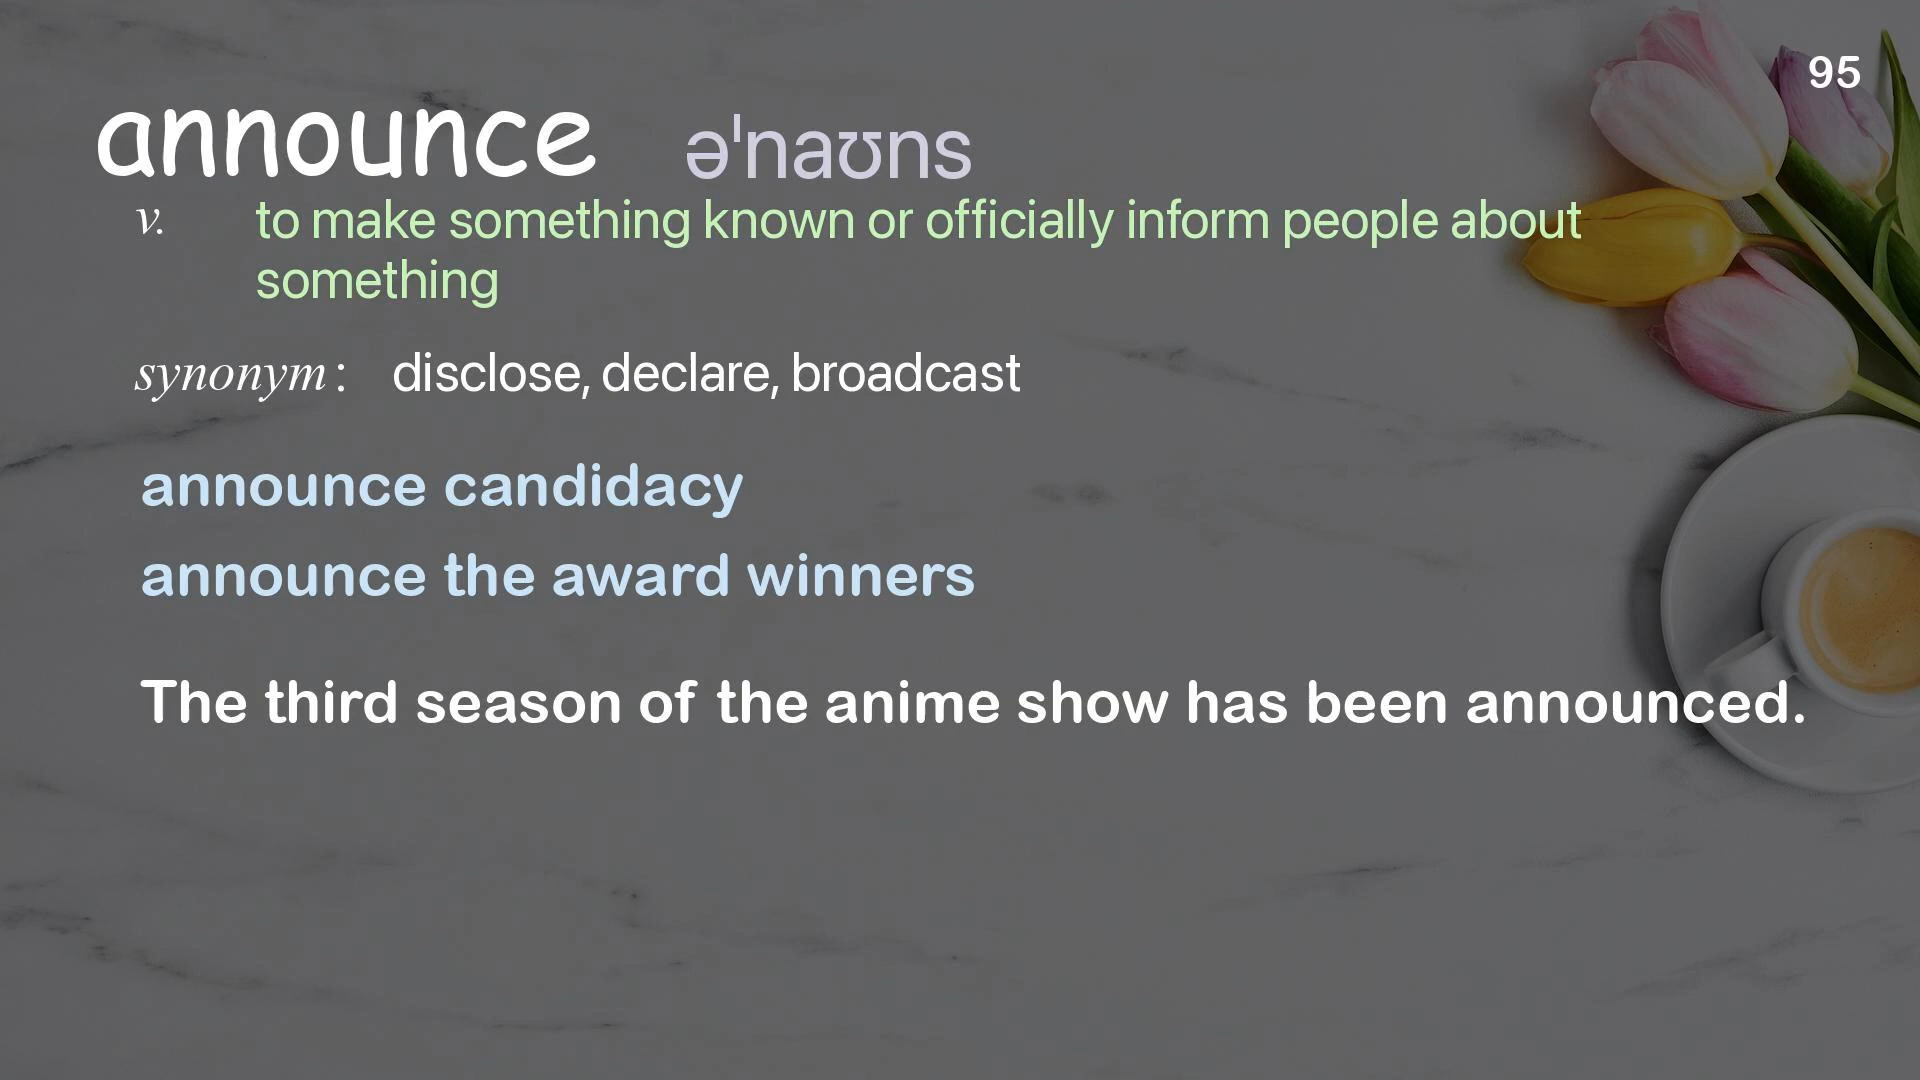 95
announce əˈnaʊns
v. to make something known or officially inform people about
something
synonym : disclose, declare, broadcast
announce candidacy
announce the award winners
The third season of the anime show has been announced.